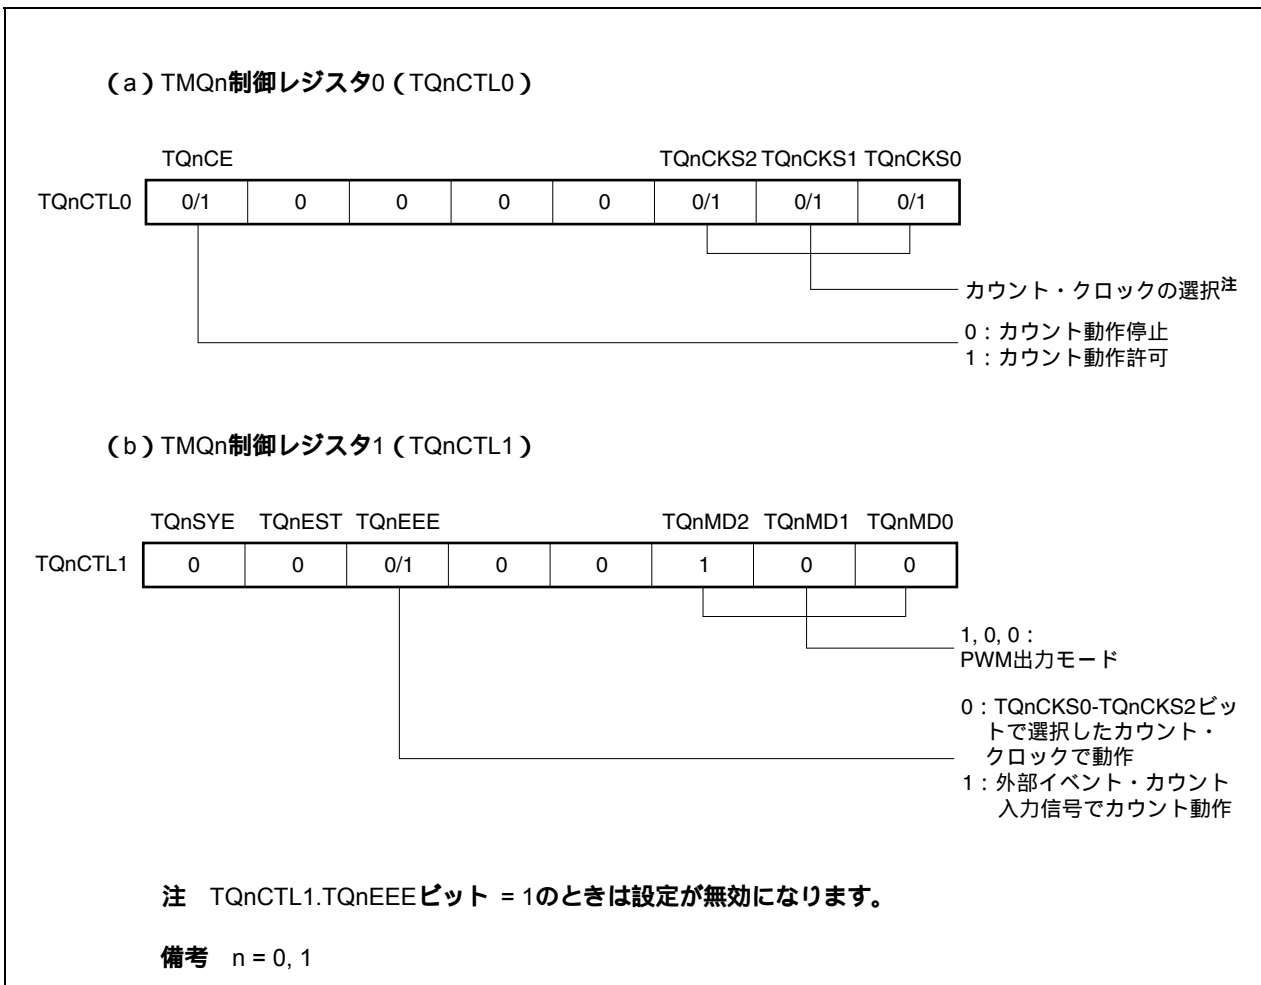 (a)TMQn制御レジスタ0(TQnCTL0)
TQnCE TQnCKS2 TQnCKS1 TQnCKS0
TQnCTL0 0/1 0 0 0 0 0/1 0/1 0/1
カウント・クロックの選択注
0:カウント動作停止
1:カウント動作許可
(b)TMQn制御レジスタ1(TQnCTL1)
TQnSYE TQnEST TQnEEE TQnMD2 TQnMD1 TQnMD0
TQnCTL1 0 0 0/1 0 0 1 0 0
1, 0, 0:
PWM出力モード
0:TQnCKS0-TQnCKS2ビッ
トで選択したカウント・
クロックで動作
1:外部イベント・カウント
入力信号でカウント動作
注 TQnCTL1.TQnEEEビット = 1のときは設定が無効になります。
備考 n = 0, 1